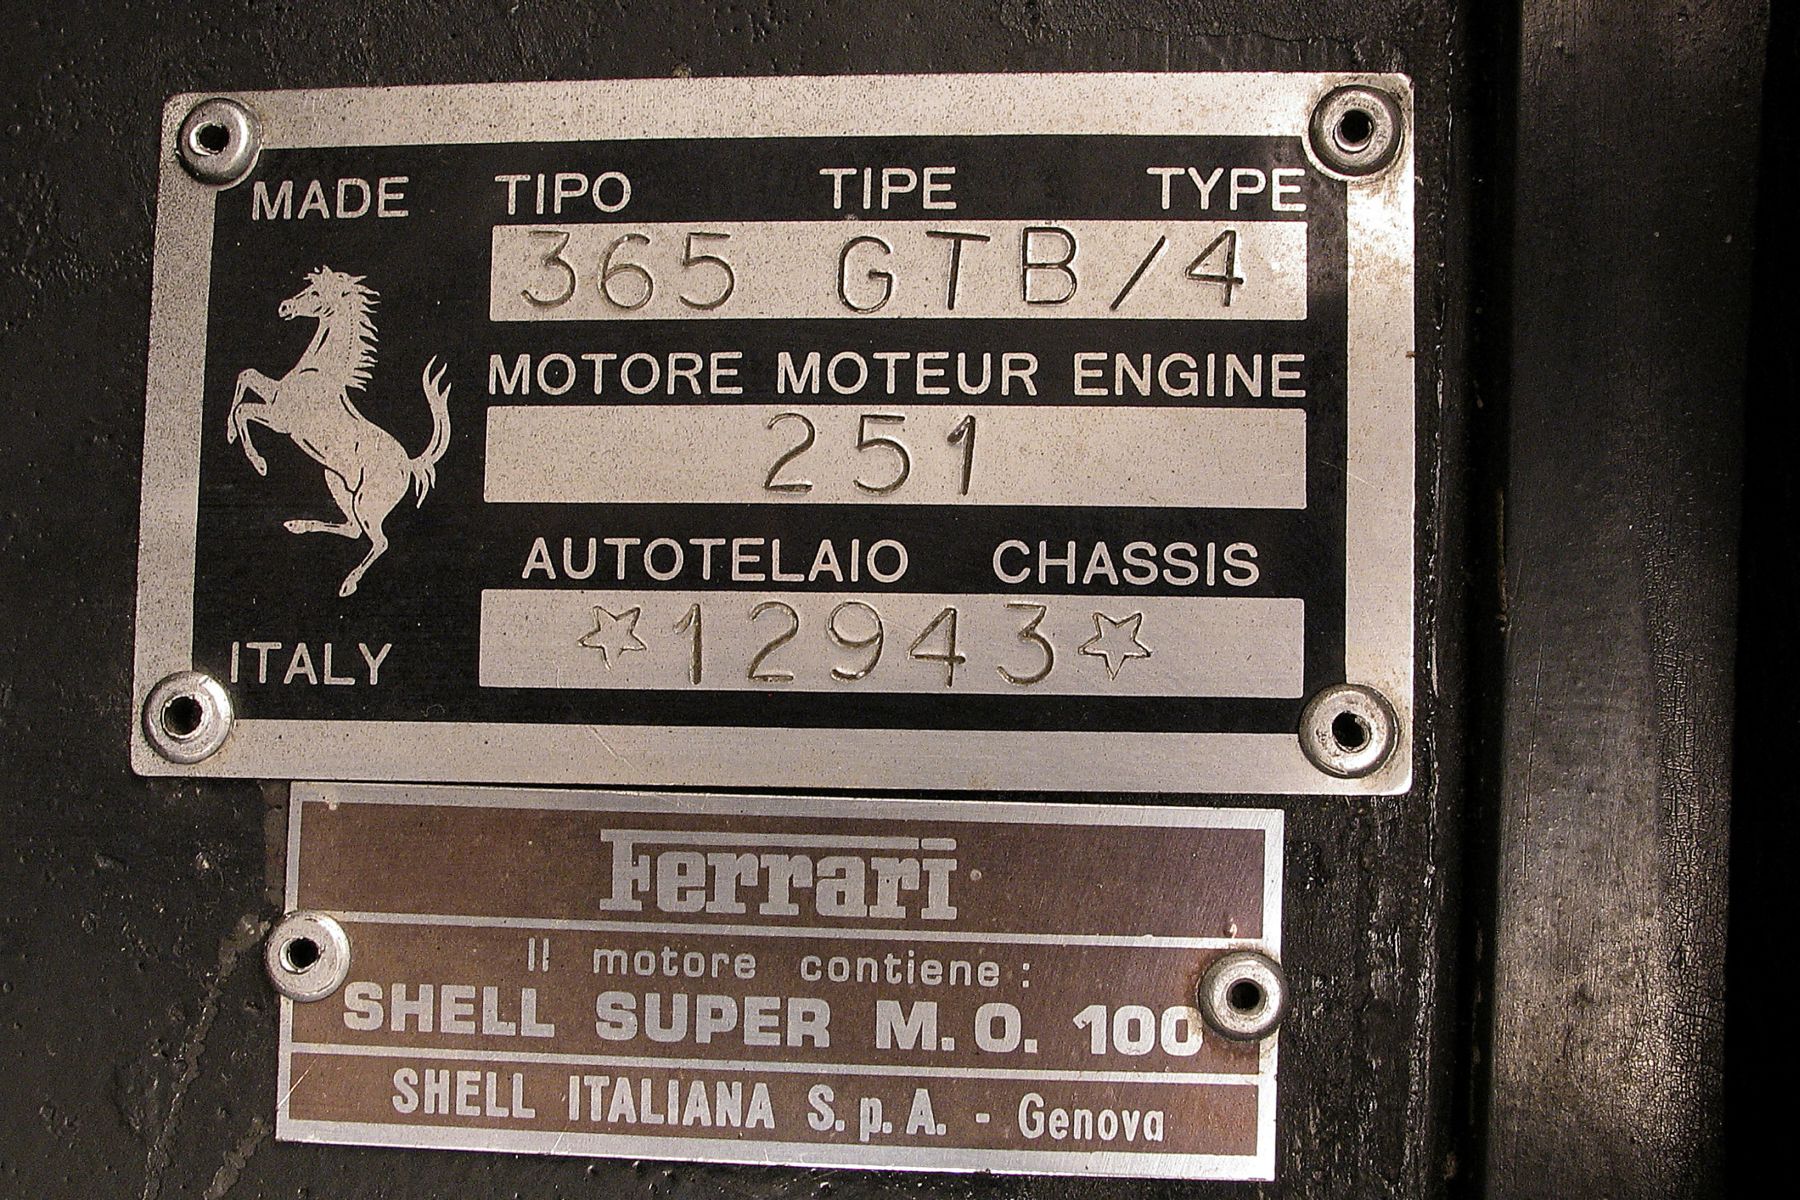 MADE TIPO TIPE TYPE
365 GTB/4
MOTORE MOTEUR ENGINE
251
AUTOTELAIO CHASSIS
☆12943☆
ITALY
Ferrari
Il motore contiene:
SHELL SUPER M.O. 100
SHELL ITALIANA S.p.A. - Genova